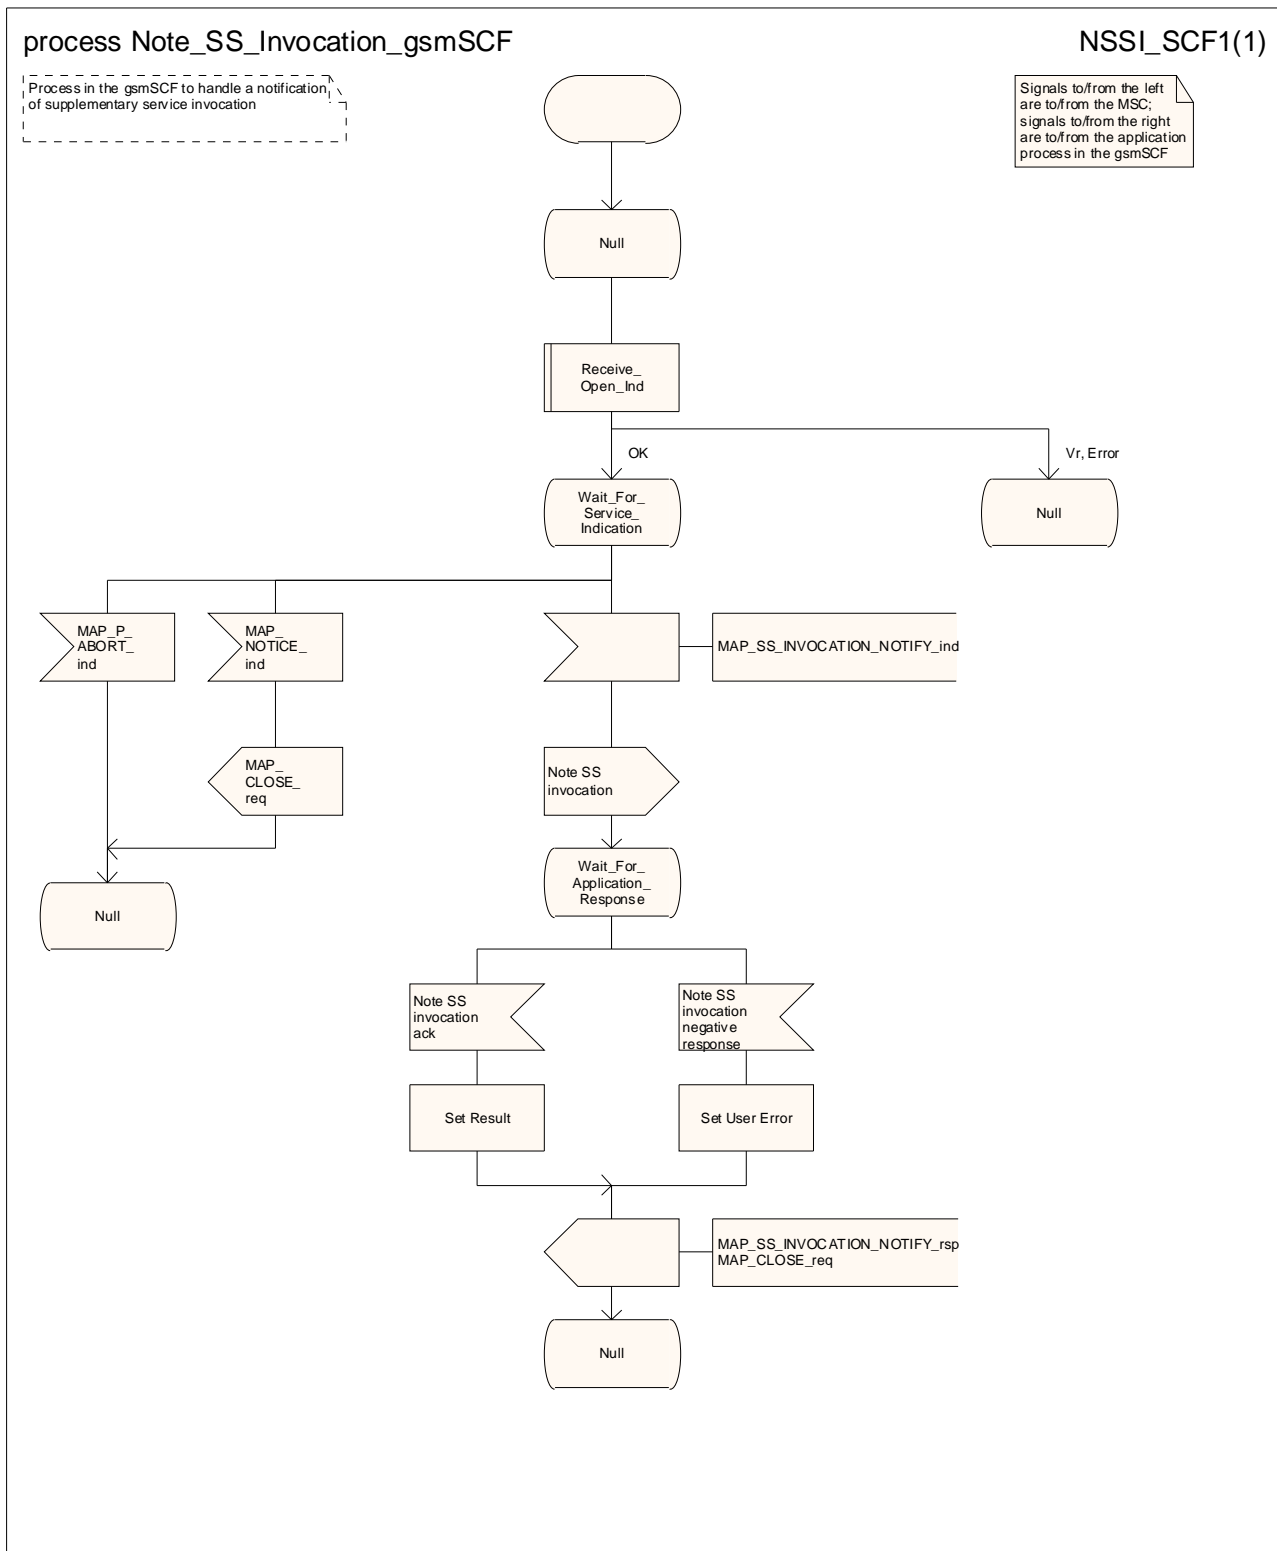 process Note_SS_Invocation_gsmSCF
NSSI_SCF1(1)
Process in the gsmSCF to handle a notification
of supplementary service invocation
Signals to/from the left
are to/from the MSC;
signals to/from the right
are to/from the application
process in the gsmSCF
Null
Receive_
Open_Ind
OK
Vr, Error
Wait_For_
Service_
Indication
Null
MAP_P_
ABORT_
ind
MAP_
NOTICE_
ind
MAP_SS_INVOCATION_NOTIFY_ind
MAP_
CLOSE_
req
Note SS
invocation
Wait_For_
Application_
Response
Null
Note SS
invocation
ack
Note SS
invocation
negative
response
Set Result
Set User Error
MAP_SS_INVOCATION_NOTIFY_rsp
MAP_CLOSE_req
Null